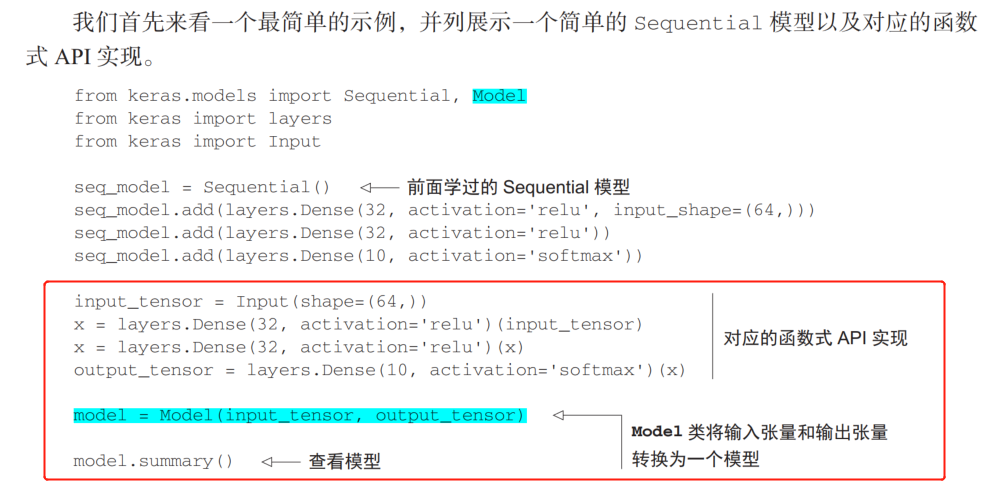 我们首先来看一个最简单的示例，并列展示一个简单的 Sequential 模型以及对应的函数
式 API 实现。
from keras.models import Sequential, Model
from keras import layers
from keras import Input
seq_model = Sequential() 前面学过的 Sequential 模型
seq_model.add(layers.Dense(32, activation='relu', input_shape=(64,)))
seq_model.add(layers.Dense(32, activation='relu'))
seq_model.add(layers.Dense(10, activation='softmax'))
input_tensor = Input(shape=(64,))
x = layers.Dense(32, activation='relu')(input_tensor)
x = layers.Dense(32, activation='relu')(x)
output_tensor = layers.Dense(10, activation='softmax')(x)
对应的函数式 API 实现
model = Model(input_tensor, output_tensor)
Model 类将输入张量和输出张量
转换为一个模型
model.summary() 查看模型